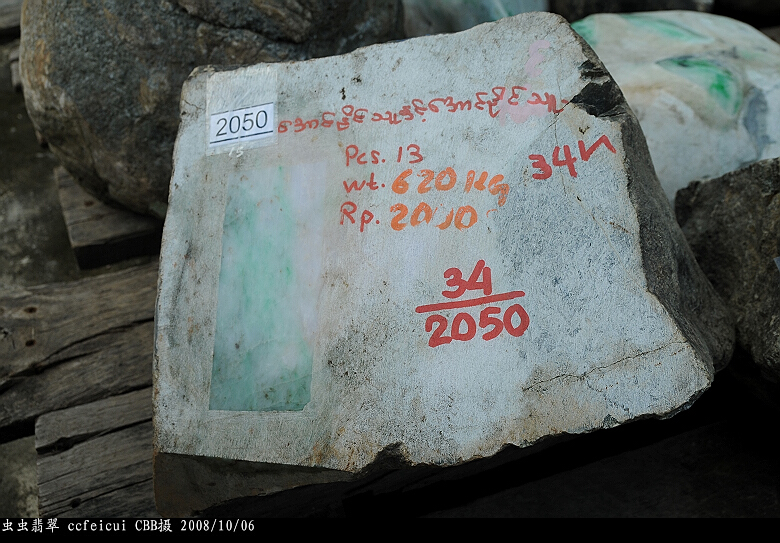 2050
Pcs. 13
34N
wt. 620 Kg
Rp. 2000
34
2050
虫虫翡翠 ccfeicui CBB摄 2008/10/06